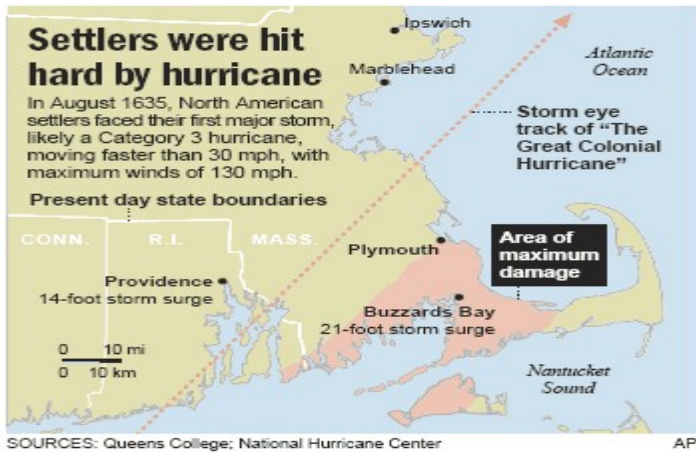 Settlers were hit
hard by hurricane
In August 1635, North American
settlers faced their first major storm,
likely a Category 3 hurricane,
moving faster than 30 mph, with
maximum winds of 130 mph.
Present day state boundaries
Ipswich
Marblehead
Atlantic
Ocean
Storm eye
track of “The
Great Colonial
Hurricane”
CONN.
R.I.
MASS.
Plymouth
Area of
maximum
damage
Providence
14-foot storm surge
Buzzards Bay
21-foot storm surge
0 10 mi
0 10 km
Nantucket
Sound
SOURCES: Queens College; National Hurricane Center
AP